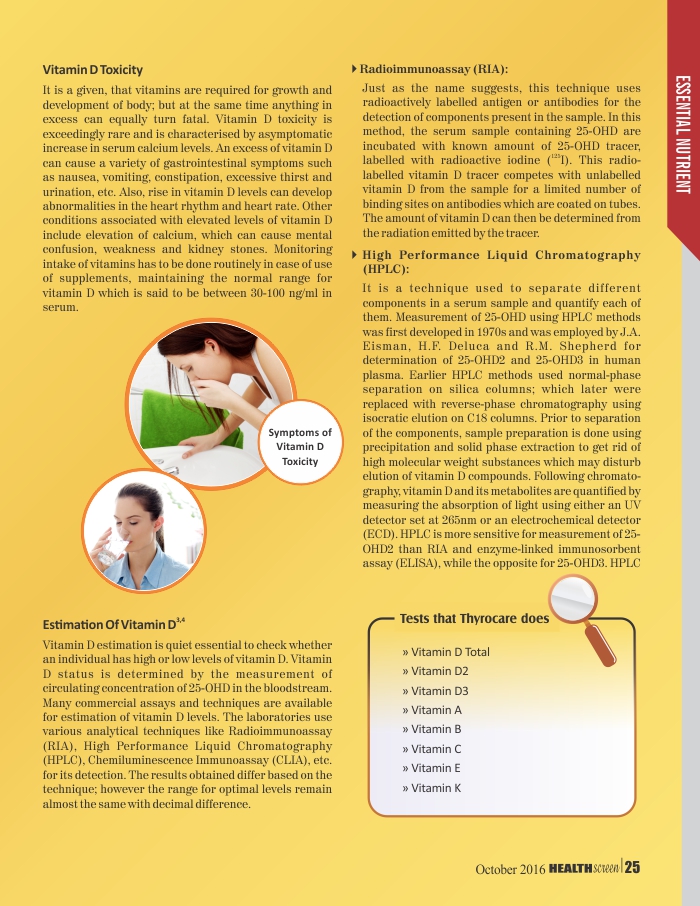 Vitamin D Toxicity
It is a given, that vitamins are required for growth and
development of body; but at the same time anything in
excess can equally turn fatal. Vitamin D toxicity is
exceedingly rare and is characterised by asymptomatic
increase in serum calcium levels. An excess of vitamin D
can cause a variety of gastrointestinal symptoms such
as nausea, vomiting, constipation, excessive thirst and
urination, etc. Also, rise in vitamin D levels can develop
abnormalities in the heart rhythm and heart rate. Other
conditions associated with elevated levels of vitamin D
include elevation of calcium, which can cause mental
confusion, weakness and kidney stones. Monitoring
intake of vitamins has to be done routinely in case of use
of supplements, maintaining the normal range for
vitamin D which is said to be between 30-100 ng/ml in
serum.
Symptoms of
Vitamin D
Toxicity
Estimation Of Vitamin D3,4
Vitamin D estimation is quiet essential to check whether
an individual has high or low levels of vitamin D. Vitamin
D status is determined by the measurement of
circulating concentration of 25-OHD in the bloodstream.
Many commercial assays and techniques are available
for estimation of vitamin D levels. The laboratories use
various analytical techniques like Radioimmunoassay
(RIA), High Performance Liquid Chromatography
(HPLC), Chemiluminescence Immunoassay (CLIA), etc.
for its detection. The results obtained differ based on the
technique; however the range for optimal levels remain
almost the same with decimal difference.
Radioimmunoassay (RIA):
Just as the name suggests, this technique uses
radioactively labelled antigen or antibodies for the
detection of components present in the sample. In this
method, the serum sample containing 25-OHD are
incubated with known amount of 25-OHD tracer,
labelled with radioactive iodine (125I). This radio-
labelled vitamin D tracer competes with unlabelled
vitamin D from the sample for a limited number of
binding sites on antibodies which are coated on tubes.
The amount of vitamin D can then be determined from
the radiation emitted by the tracer.
High Performance Liquid Chromatography
(HPLC):
It is a technique used to separate different
components in a serum sample and quantify each of
them. Measurement of 25-OHD using HPLC methods
was first developed in 1970s and was employed by J.A.
Eisman, H.F. Deluca and R.M. Shepherd for
determination of 25-OHD2 and 25-OHD3 in human
plasma. Earlier HPLC methods used normal-phase
separation on silica columns; which later were
replaced with reverse-phase chromatography using
isocratic elution on C18 columns. Prior to separation
of the components, sample preparation is done using
precipitation and solid phase extraction to get rid of
high molecular weight substances which may disturb
elution of vitamin D compounds. Following chromato-
graphy, vitamin D and its metabolites are quantified by
measuring the absorption of light using either an UV
detector set at 265nm or an electrochemical detector
(ECD). HPLC is more sensitive for measurement of 25-
OHD2 than RIA and enzyme-linked immunosorbent
assay (ELISA), while the opposite for 25-OHD3. HPLC
Tests that Thyrocare does
» Vitamin D Total
» Vitamin D2
» Vitamin D3
» Vitamin A
» Vitamin B
» Vitamin C
» Vitamin E
» Vitamin K
ESSENTIAL NUTRIENT
October 2016 HEALTHscreen 25